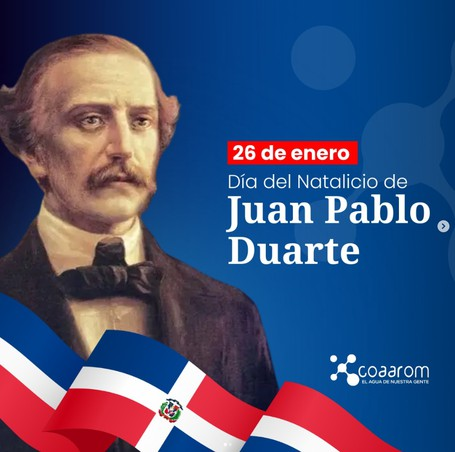 26 de enero
Día del Natalicio de
Juan Pablo
Duarte
coaarom
EL AGUA DE NUESTRA GENTE